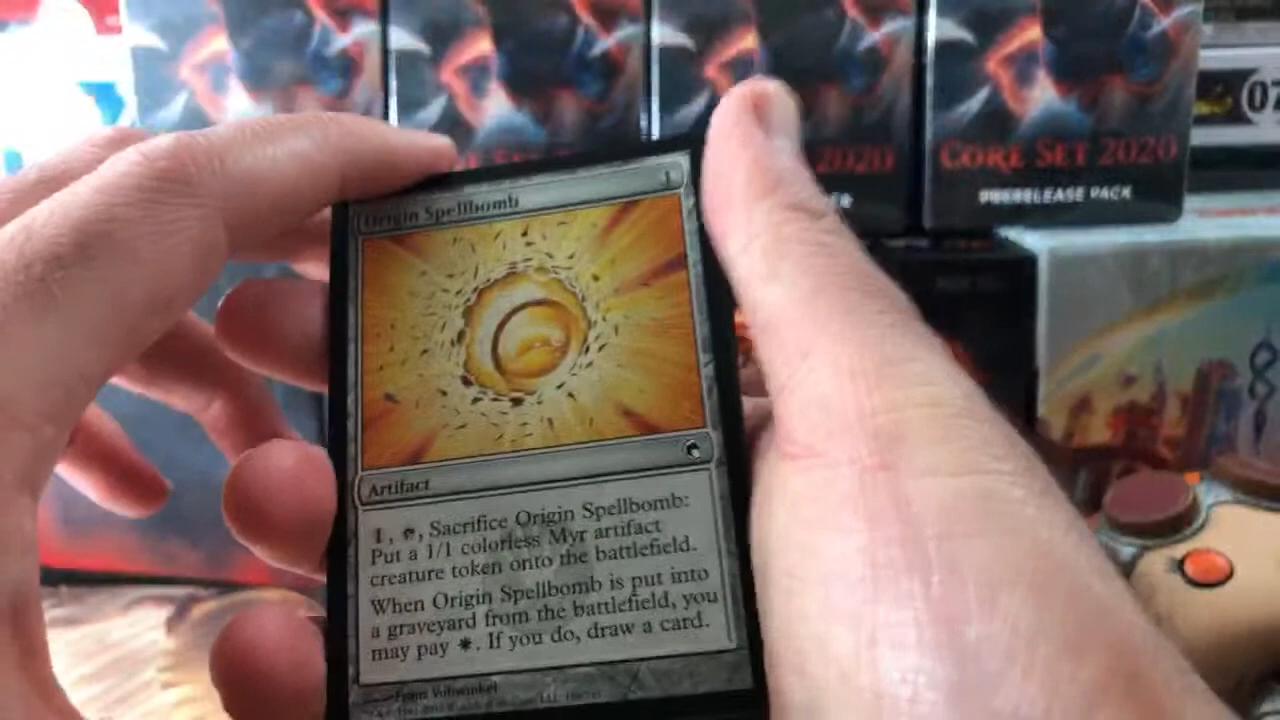 CORE SET 2020
PRERELEASE PACK
2020
07
Origin Spellbomb
1
Artifact
1, , Sacrifice Origin Spellbomb:
Put a 1/1 colorless Myr artifact
creature token onto the battlefield.
When Origin Spellbomb is put into
a graveyard from the battlefield, you
may pay . If you do, draw a card.